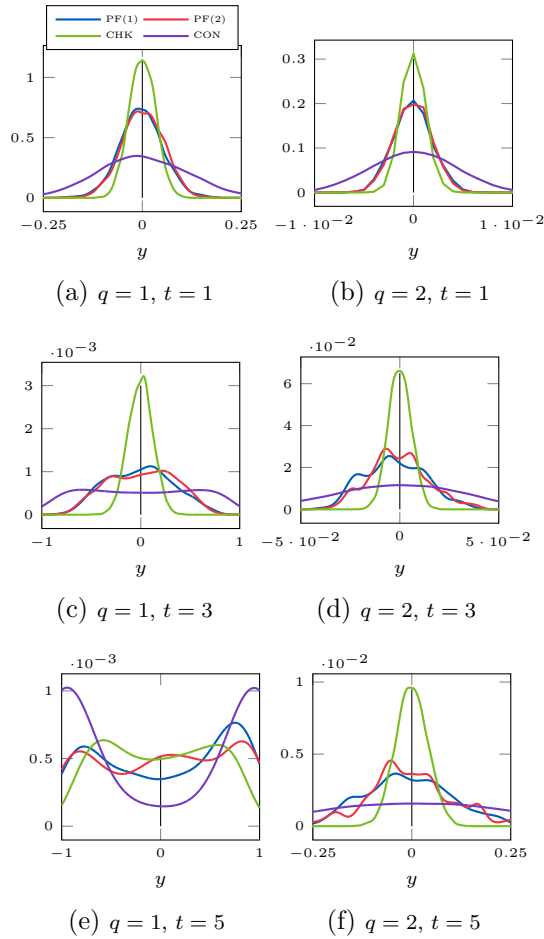 PF(1) PF(2)
CHK CON
1
0.5
0
−0.25 0 0.25
y
(a) q = 1, t = 1
0.3
0.2
0.1
0
−1 · 10−2 0 1 · 10−2
y
(b) q = 2, t = 1
·10−3
3
2
1
0
−1 0 1
y
(c) q = 1, t = 3
·10−2
6
4
2
0
−5 · 10−2 0 5 · 10−2
y
(d) q = 2, t = 3
·10−3
1
0.5
0
−1 0 1
y
(e) q = 1, t = 5
·10−2
1
0.5
0
−0.25 0 0.25
y
(f) q = 2, t = 5